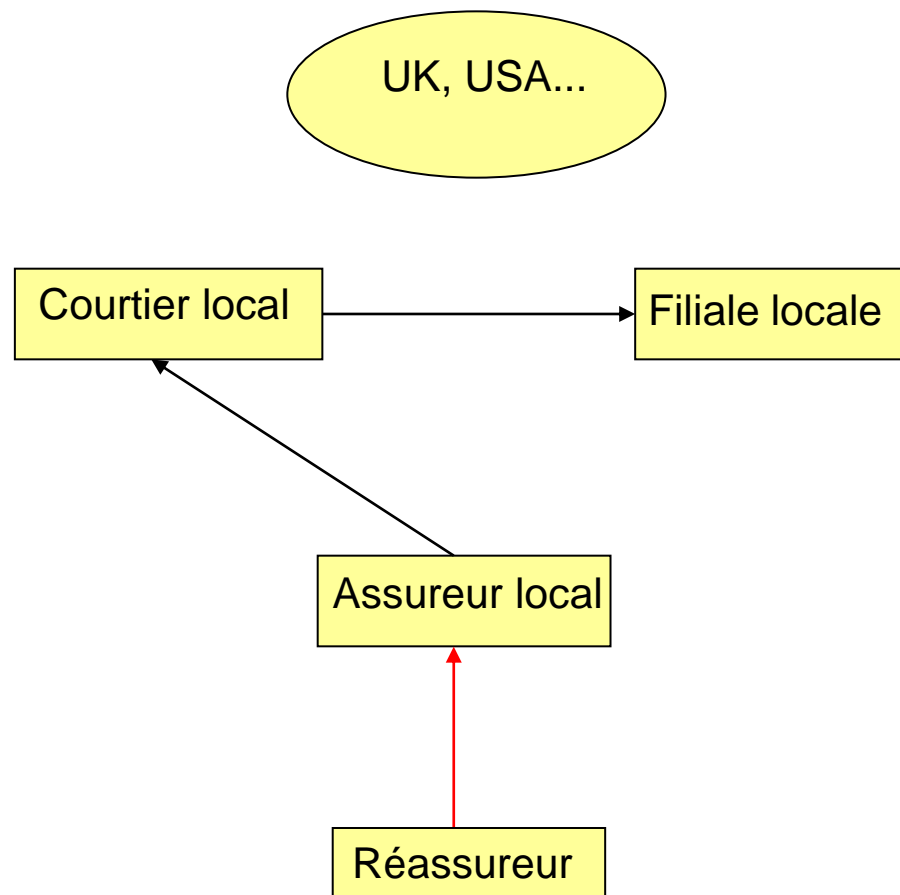 UK, USA...
Courtier local
Filiale locale
Assureur local
Réassureur